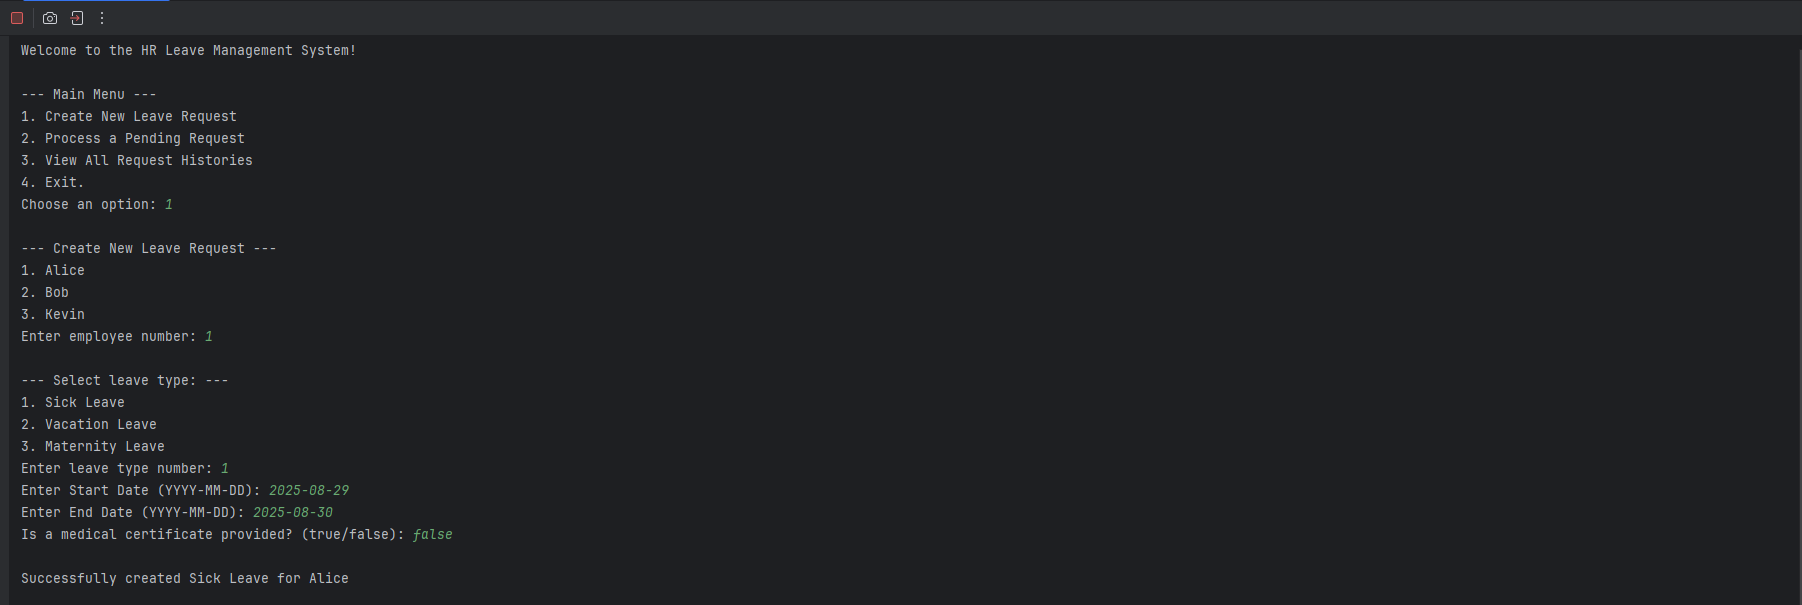 Welcome to the HR Leave Management System!
--- Main Menu ---
1. Create New Leave Request
2. Process a Pending Request
3. View All Request Histories
4. Exit.
Choose an option: 1
--- Create New Leave Request ---
1. Alice
2. Bob
3. Kevin
Enter employee number: 1
--- Select leave type: ---
1. Sick Leave
2. Vacation Leave
3. Maternity Leave
Enter leave type number: 1
Enter Start Date (YYYY-MM-DD): 2025-08-29
Enter End Date (YYYY-MM-DD): 2025-08-30
Is a medical certificate provided? (true/false): false
Successfully created Sick Leave for Alice